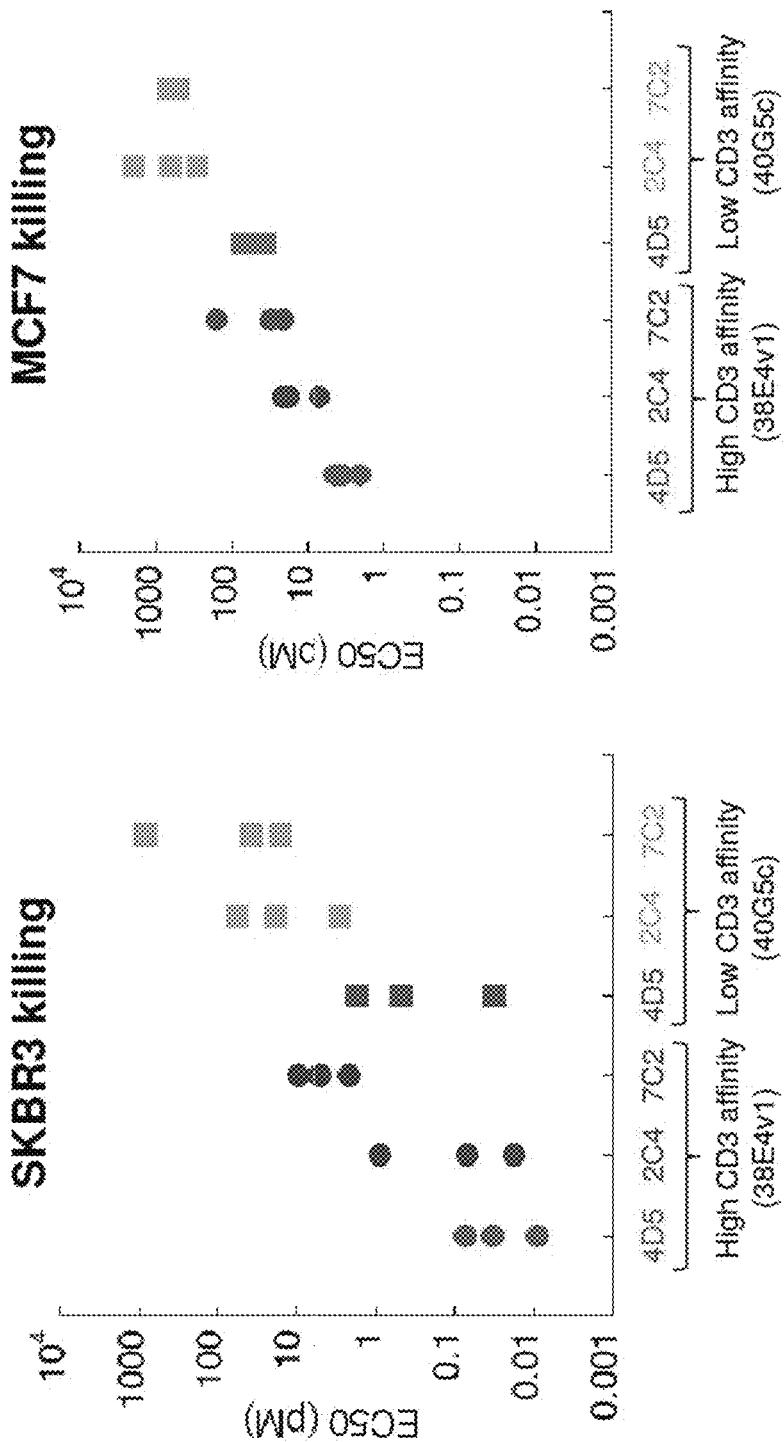 SKBR3 killing
EC50 (pM)
10⁴
1000
100
10
1
0.1
0.01
0.001
4D5 2C4 7C2 4D5 2C4 7C2
High CD3 affinity
(38E4v1)
Low CD3 affinity
(40G5c)
MCF7 killing
EC50 (pM)
10⁴
1000
100
10
1
0.1
0.01
0.001
4D5 2C4 7C2 4D5 2C4 7C2
High CD3 affinity
(38E4v1)
Low CD3 affinity
(40G5c)